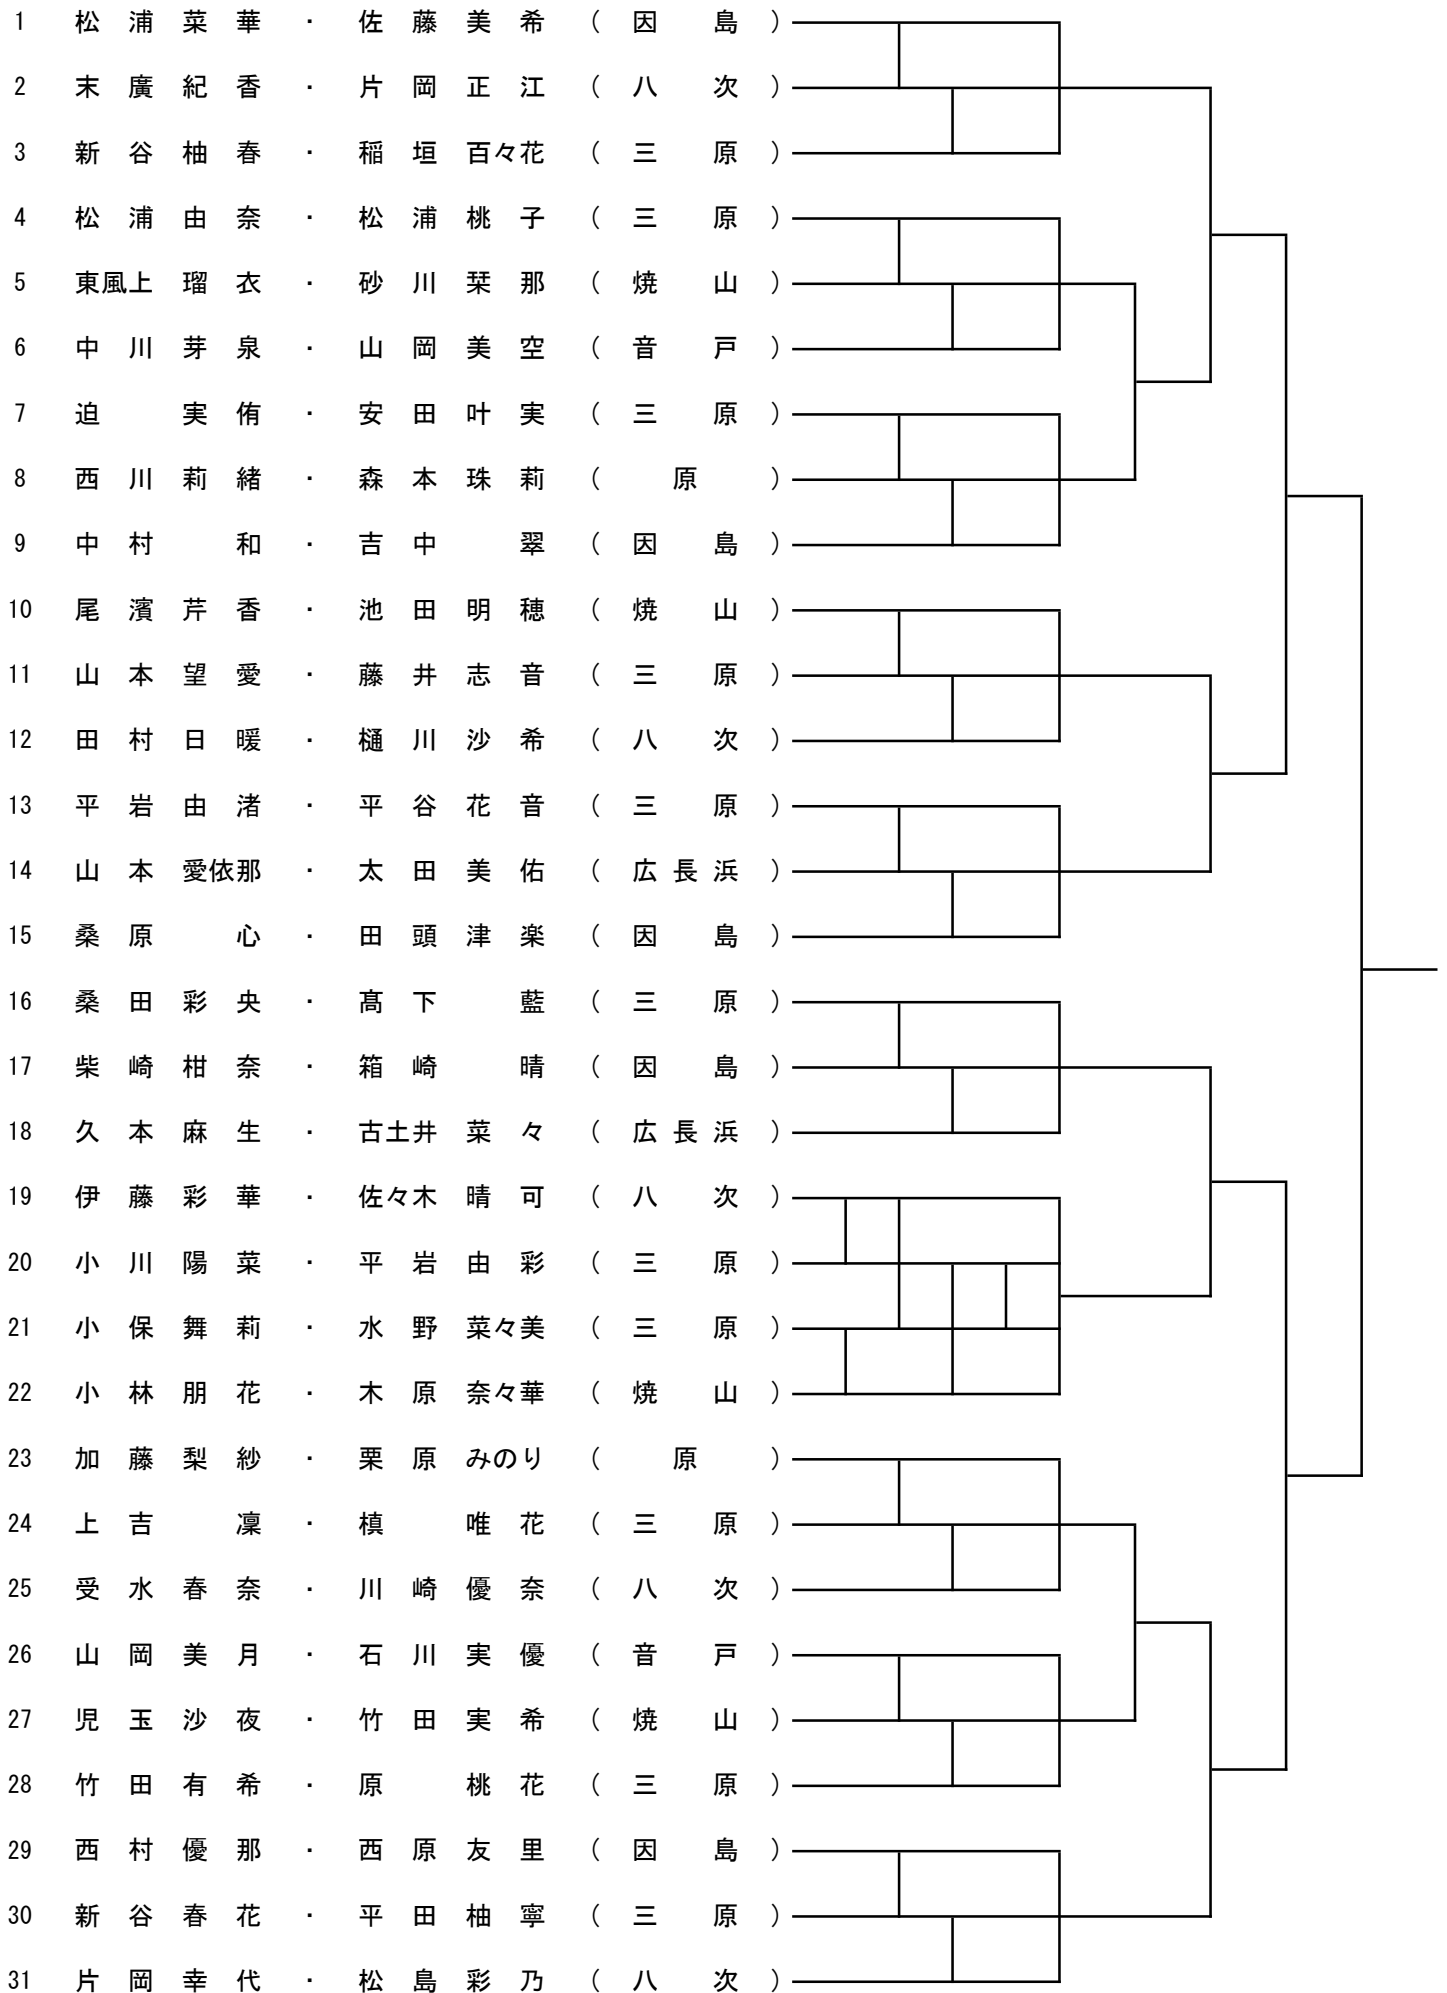 1 松浦菜華 ・ 佐藤美希 ( 因島 )
2 末廣紀香 ・ 片岡正江 ( 八次 )
3 新谷柚春 ・ 稲垣百々花 ( 三原 )
4 松浦由奈 ・ 松浦桃子 ( 三原 )
5 東風上瑠衣 ・ 砂川栞那 ( 焼山 )
6 中川芽泉 ・ 山岡美空 ( 音戸 )
7 迫実侑 ・ 安田叶実 ( 三原 )
8 西川莉緒 ・ 森本珠莉 ( 原 )
9 中村和 ・ 吉中翠 ( 因島 )
10 尾濱芹香 ・ 池田明穂 ( 焼山 )
11 山本望愛 ・ 藤井志音 ( 三原 )
12 田村日暖 ・ 樋川沙希 ( 八次 )
13 平岩由渚 ・ 平谷花音 ( 三原 )
14 山本愛依那 ・ 太田美佑 ( 広長浜 )
15 桑原心 ・ 田頭津楽 ( 因島 )
16 桑田彩央 ・ 髙下藍 ( 三原 )
17 柴崎柑奈 ・ 箱崎晴 ( 因島 )
18 久本麻生 ・ 古土井菜々 ( 広長浜 )
19 伊藤彩華 ・ 佐々木晴可 ( 八次 )
20 小川陽菜 ・ 平岩由彩 ( 三原 )
21 小保舞莉 ・ 水野菜々美 ( 三原 )
22 小林朋花 ・ 木原奈々華 ( 焼山 )
23 加藤梨紗 ・ 栗原みのり ( 原 )
24 上吉凜 ・ 槙唯花 ( 三原 )
25 受水春奈 ・ 川崎優奈 ( 八次 )
26 山岡美月 ・ 石川実優 ( 音戸 )
27 児玉沙夜 ・ 竹田実希 ( 焼山 )
28 竹田有希 ・ 原桃花 ( 三原 )
29 西村優那 ・ 西原友里 ( 因島 )
30 新谷春花 ・ 平田柚寧 ( 三原 )
31 片岡幸代 ・ 松島彩乃 ( 八次 )